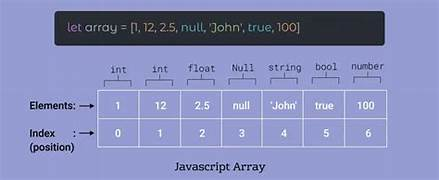 let array = [1, 12, 2.5, null, 'John', true, 100]
int int float Null string bool number
Elements: 1 12 2.5 null 'John' true 100
Index : 0 1 2 3 4 5 6
(position)
Javascript Array